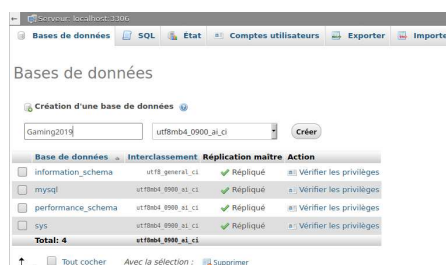 Serveur: localhost:3306
Bases de données SQL État Comptes utilisateurs Exporter Importe
Bases de données
Création d'une base de données
Gaming2019 utf8mb4_0900_ai_ci Créer
Base de données Interclassement Réplication maître Action
information_schema utf8_general_ci Répliqué Vérifier les privilèges
mysql utf8mb4_0900_ai_ci Répliqué Vérifier les privilèges
performance_schema utf8mb4_0900_ai_ci Répliqué Vérifier les privilèges
sys utf8mb4_0900_ai_ci Répliqué Vérifier les privilèges
Total: 4 utf8mb4_0900_ai_ci
Tout cocher Avec la sélection : Supprimer